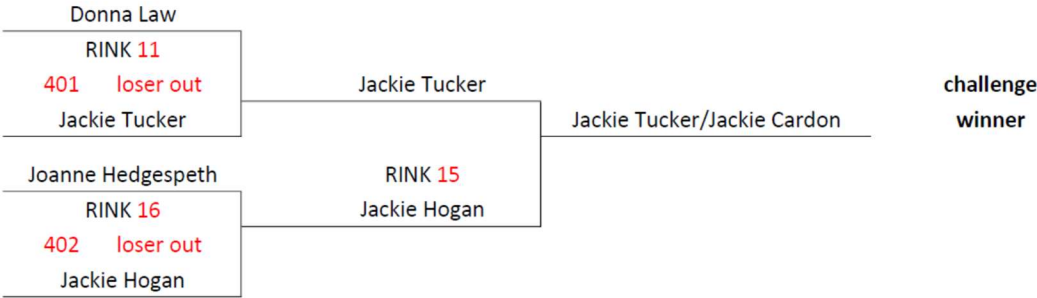 Donna Law
RINK 11
401 loser out
Jackie Tucker
Jackie Tucker
challenge
Jackie Tucker/Jackie Cardon
winner
Joanne Hedgespeth
RINK 15
RINK 16
Jackie Hogan
402 loser out
Jackie Hogan